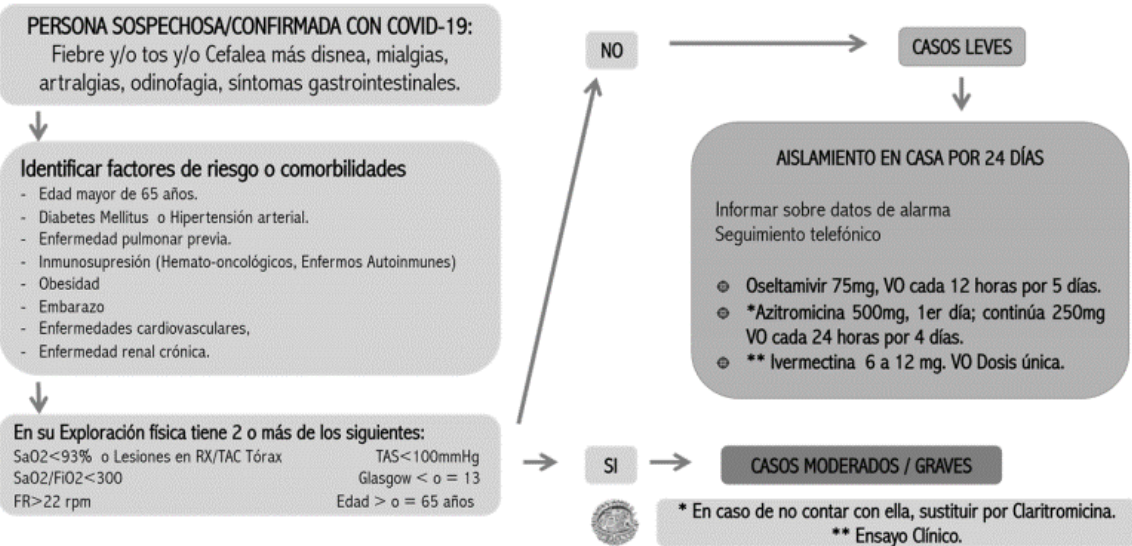 PERSONA SOSPECHOSA/CONFIRMADA CON COVID-19:
Fiebre y/o tos y/o Cefalea más disnea, mialgias,
artralgias, odinofagia, síntomas gastrointestinales.
Identificar factores de riesgo o comorbilidades
- Edad mayor de 65 años.
- Diabetes Mellitus o Hipertensión arterial.
- Enfermedad pulmonar previa.
- Inmunosupresión (Hemato-oncológicos, Enfermos Autoinmunes)
- Obesidad
- Embarazo
- Enfermedades cardiovasculares,
- Enfermedad renal crónica.
En su Exploración física tiene 2 o más de los siguientes:
SaO2<93% o Lesiones en RX/TAC Tórax TAS<100mmHg
SaO2/FiO2<300 Glasgow < o = 13
FR>22 rpm Edad > o = 65 años
NO
CASOS LEVES
AISLAMIENTO EN CASA POR 24 DÍAS
Informar sobre datos de alarma
Seguimiento telefónico
Oseltamivir 75mg, VO cada 12 horas por 5 días.
*Azitromicina 500mg, 1er día; continúa 250mg
VO cada 24 horas por 4 días.
** Ivermectina 6 a 12 mg. VO Dosis única.
SI
CASOS MODERADOS / GRAVES
* En caso de no contar con ella, sustituir por Claritromicina.
** Ensayo Clínico.